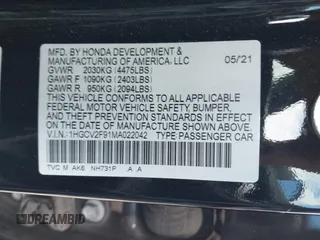 MFD. BY HONDA DEVELOPMENT &
MANUFACTURING OF AMERICA, LLC 05/21
GVWR 2030KG (4475LBS)
GAWR F 1090KG (2403LBS)
GAWR R 950KG (2094LBS)
THIS VEHICLE CONFORMS TO ALL APPLICABLE
FEDERAL MOTOR VEHICLE SAFETY, BUMPER,
AND THEFT PREVENTION STANDARDS IN EFFECT
ON THE DATE OF MANUFACTURE SHOWN ABOVE.
V.I.N.:1HGCV2F91MA022042 TYPE:PASSENGER CAR
TVC M AK6 NH731P A A
DREAMBID